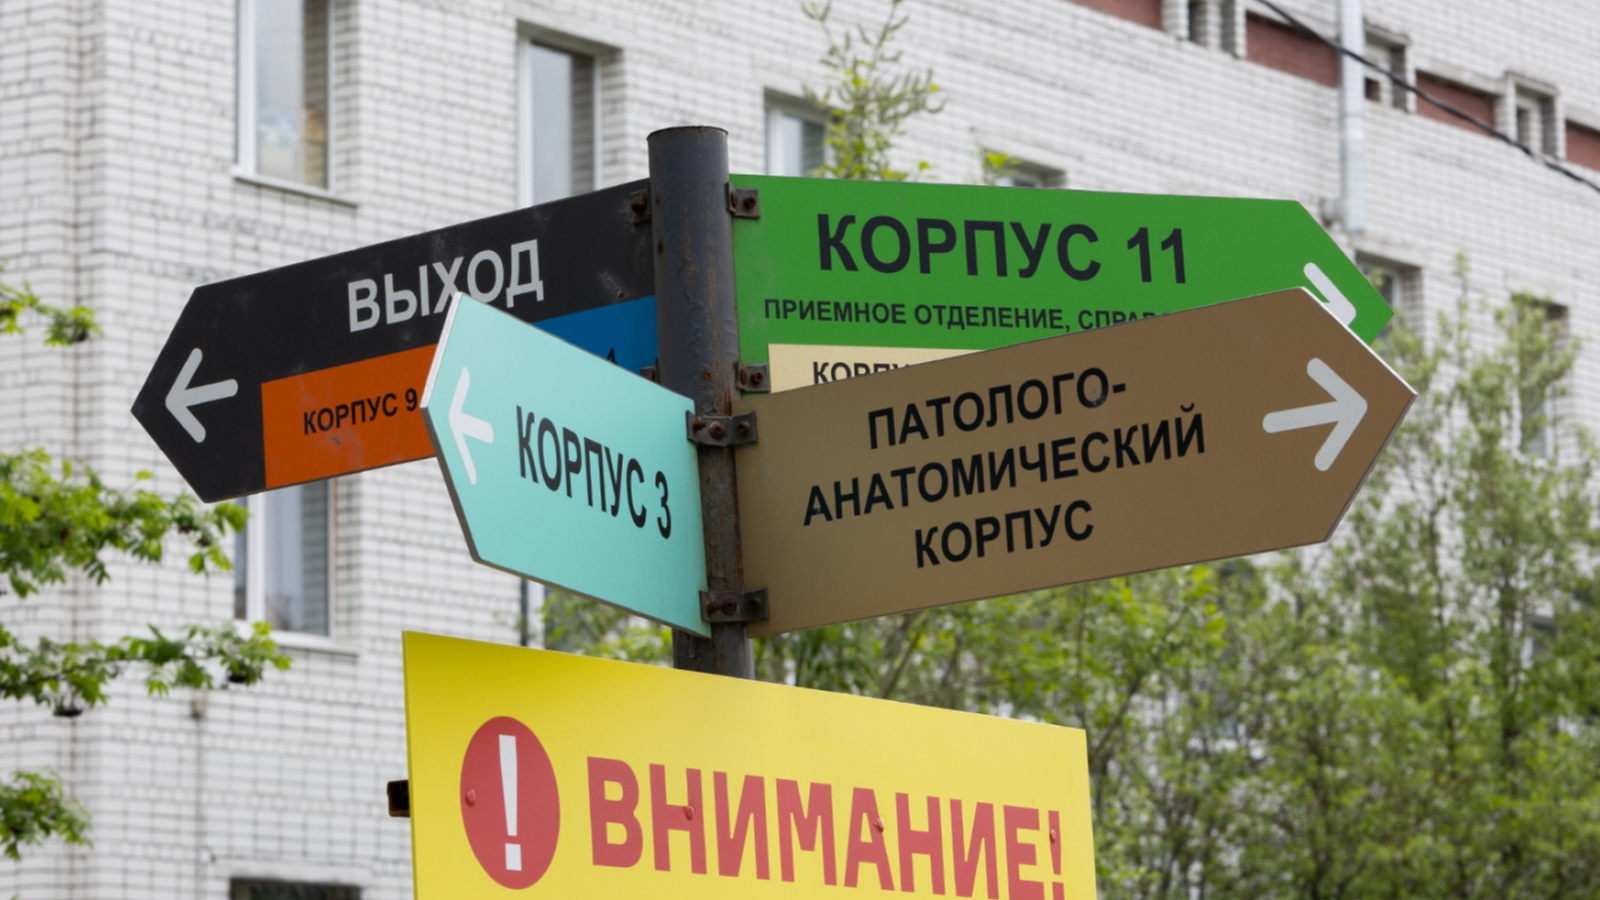 ВЫХОД
КОРПУС 9
КОРПУС 11
ПРИЕМНОЕ ОТДЕЛЕНИЕ,
КОРПУС 3
ПАТОЛОГО-
АНАТОМИЧЕСКИЙ
КОРПУС
! ВНИМАНИЕ!